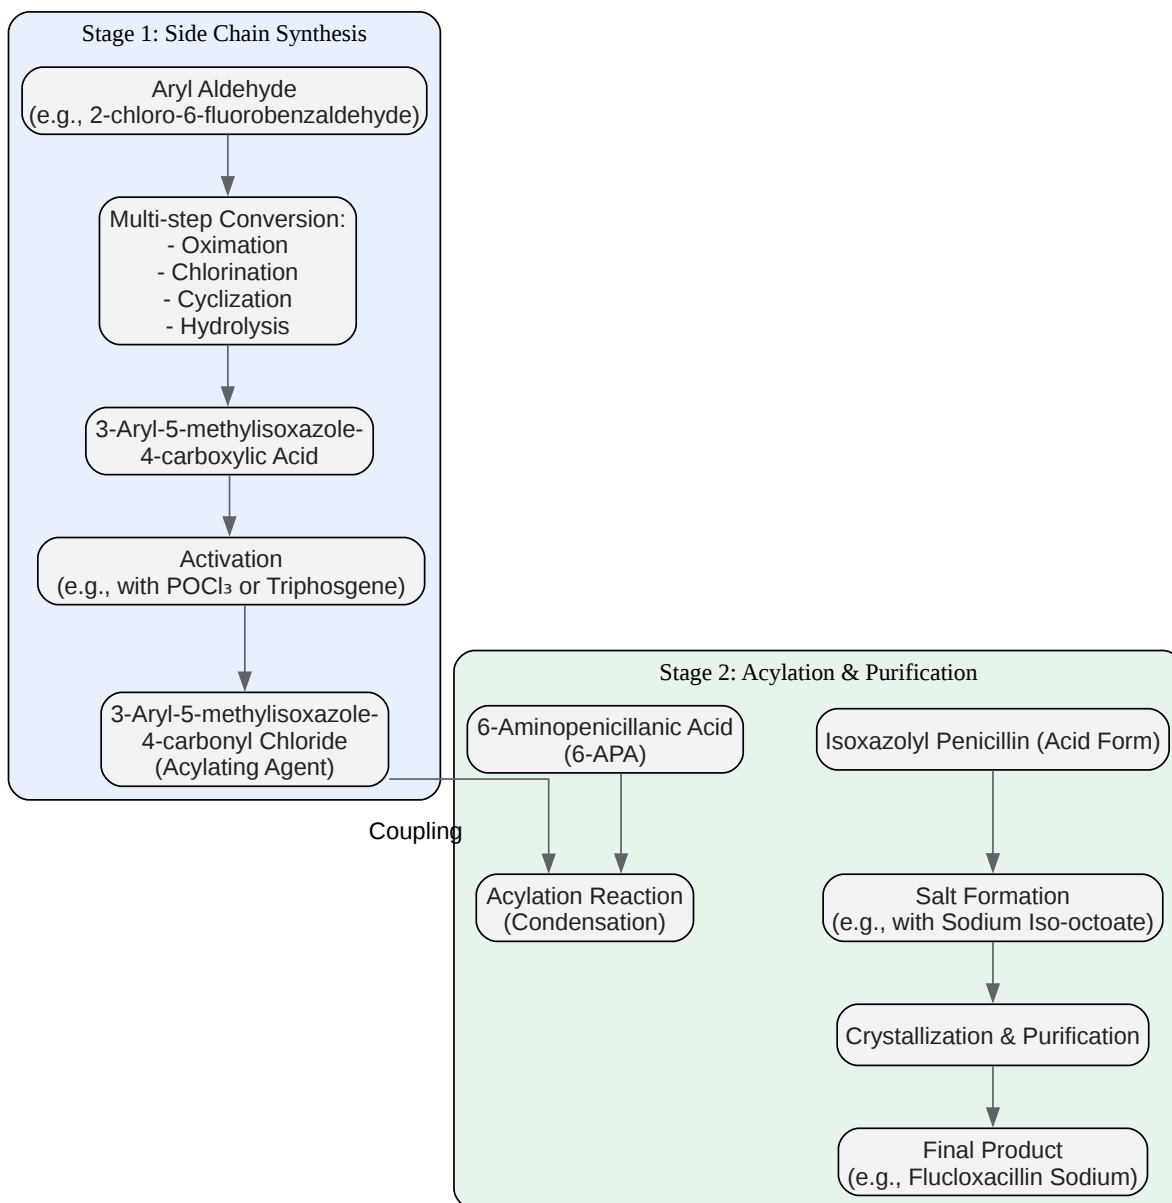 Stage 1: Side Chain Synthesis
Aryl Aldehyde
(e.g., 2-chloro-6-fluorobenzaldehyde)
Multi-step Conversion:
- Oximation
- Chlorination
- Cyclization
- Hydrolysis
3-Aryl-5-methylisoxazole-
4-carboxylic Acid
Activation
(e.g., with POCl₃ or Triphosgene)
3-Aryl-5-methylisoxazole-
4-carbonyl Chloride
(Acylating Agent)
Coupling
Stage 2: Acylation & Purification
6-Aminopenicillanic Acid
(6-APA)
Acylation Reaction
(Condensation)
Isoxazolyl Penicillin (Acid Form)
Salt Formation
(e.g., with Sodium Iso-octoate)
Crystallization & Purification
Final Product
(e.g., Flucloxacillin Sodium)